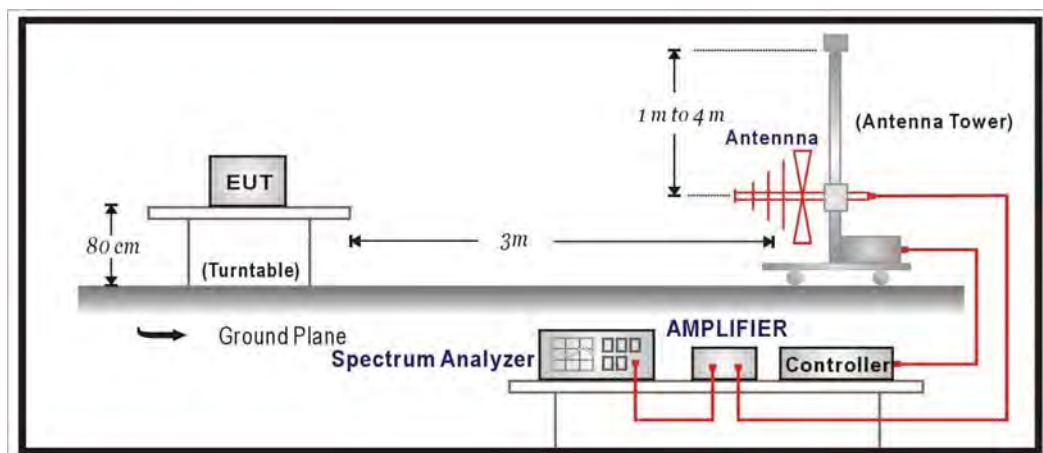 1 m to 4 m
(Antenna Tower)
Antennna
EUT
80 cm
3m
(Turntable)
Ground Plane
AMPLIFIER
Spectrum Analyzer
Controller